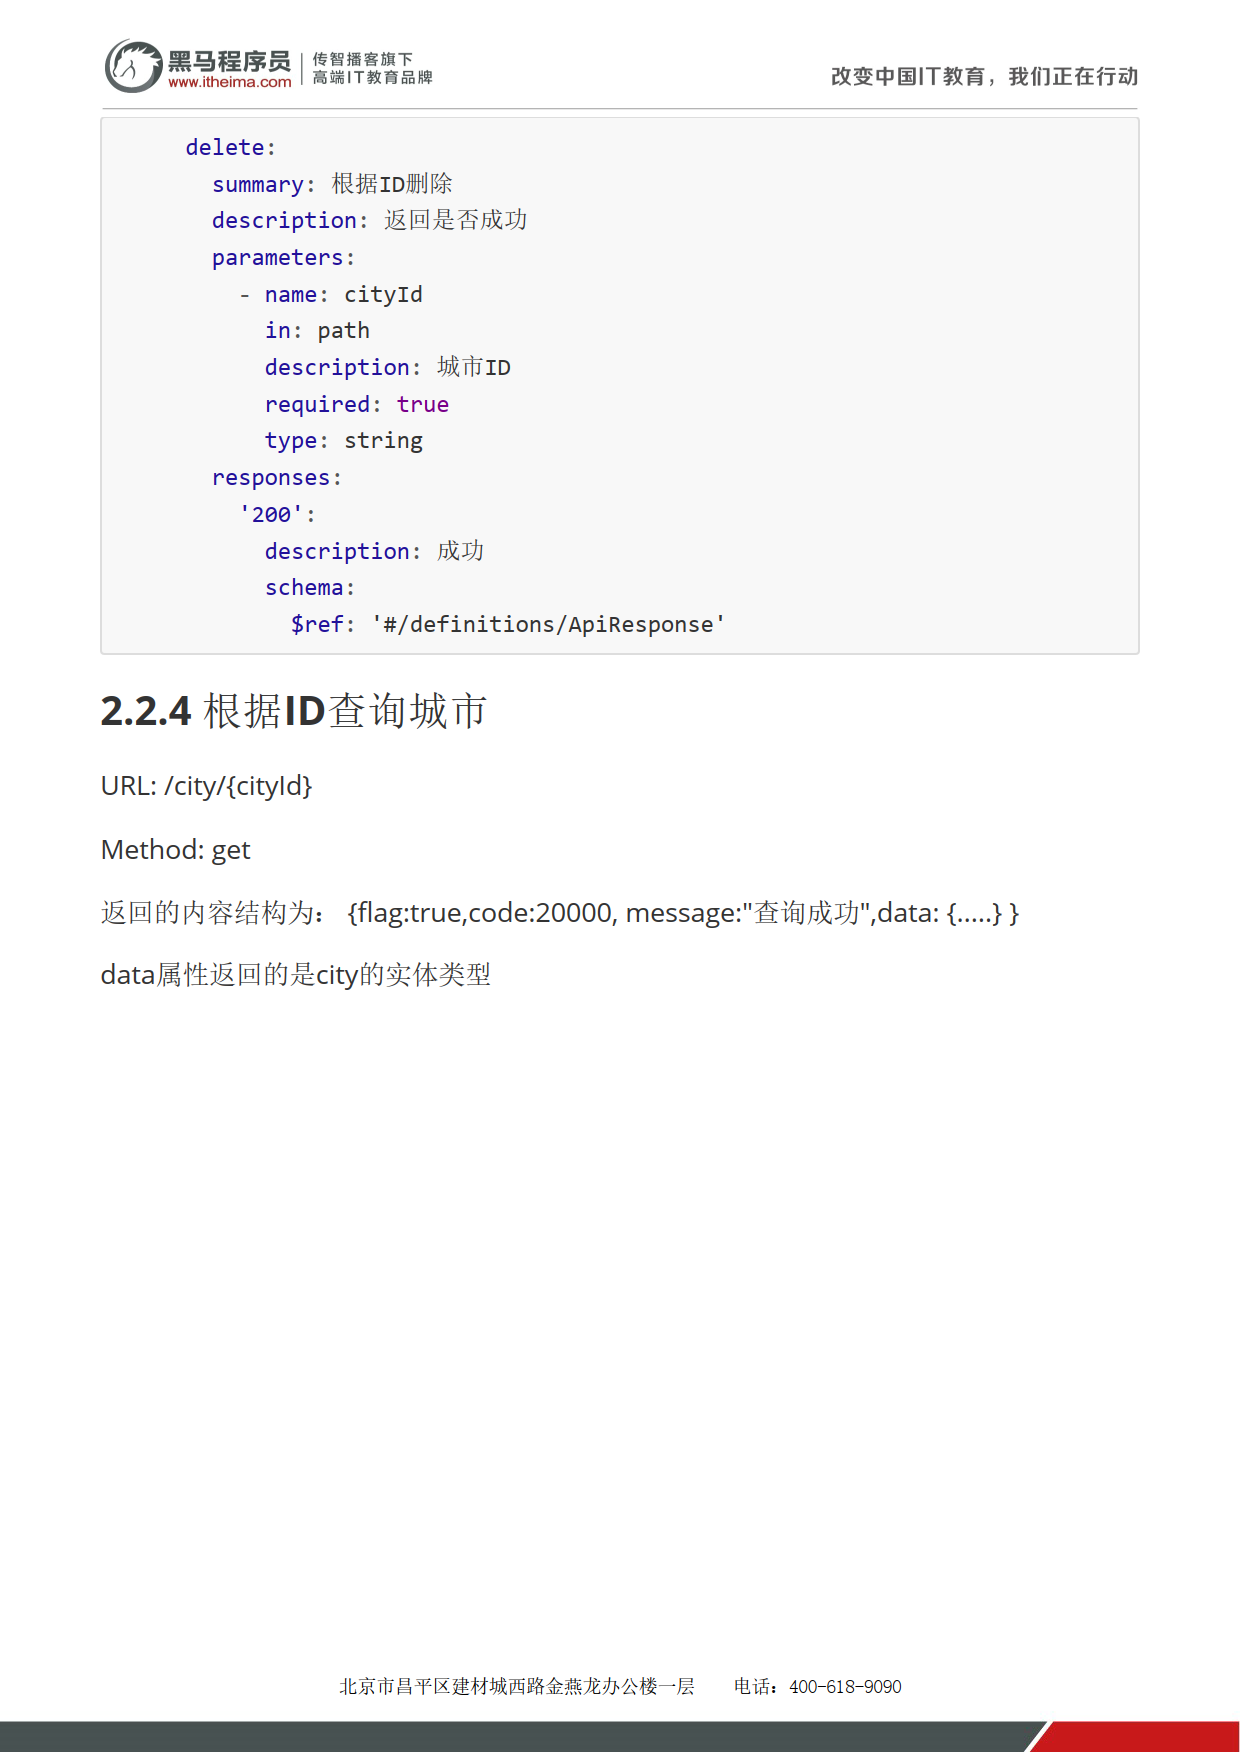 黑马程序员
www.itheima.com
传智播客旗下
高端IT教育品牌
改变中国IT教育，我们正在行动
delete:
summary: 根据ID删除
description: 返回是否成功
parameters:
- name: cityId
in: path
description: 城市ID
required: true
type: string
responses:
'200':
description: 成功
schema:
$ref: '#/definitions/ApiResponse'
2.2.4 根据ID查询城市
URL: /city/{cityId}
Method: get
返回的内容结构为： {flag:true,code:20000, message:"查询成功",data: {.....} }
data属性返回的是city的实体类型
北京市昌平区建材城西路金燕龙办公楼一层 电话：400-618-9090